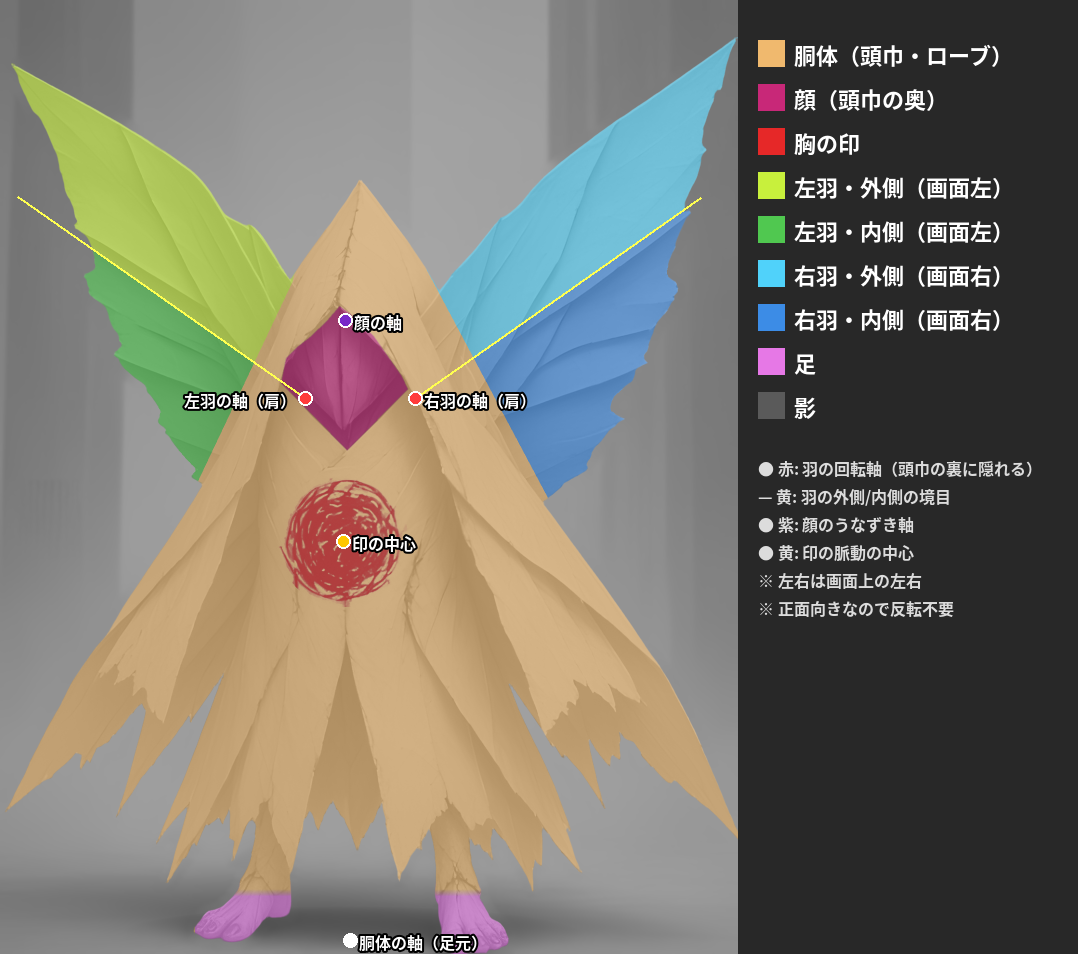 胴体（頭巾・ローブ）
顔（頭巾の奥）
胸の印
左羽・外側（画面左）
左羽・内側（画面左）
右羽・外側（画面右）
右羽・内側（画面右）
足
影
● 赤: 羽の回転軸（頭巾の裏に隠れる）
— 黄: 羽の外側/内側の境目
● 紫: 顔のうなずき軸
● 黄: 印の脈動の中心
※ 左右は画面上の左右
※ 正面向きなので反転不要
顔の軸
左羽の軸（肩）
右羽の軸（肩）
印の中心
胴体の軸（足元）